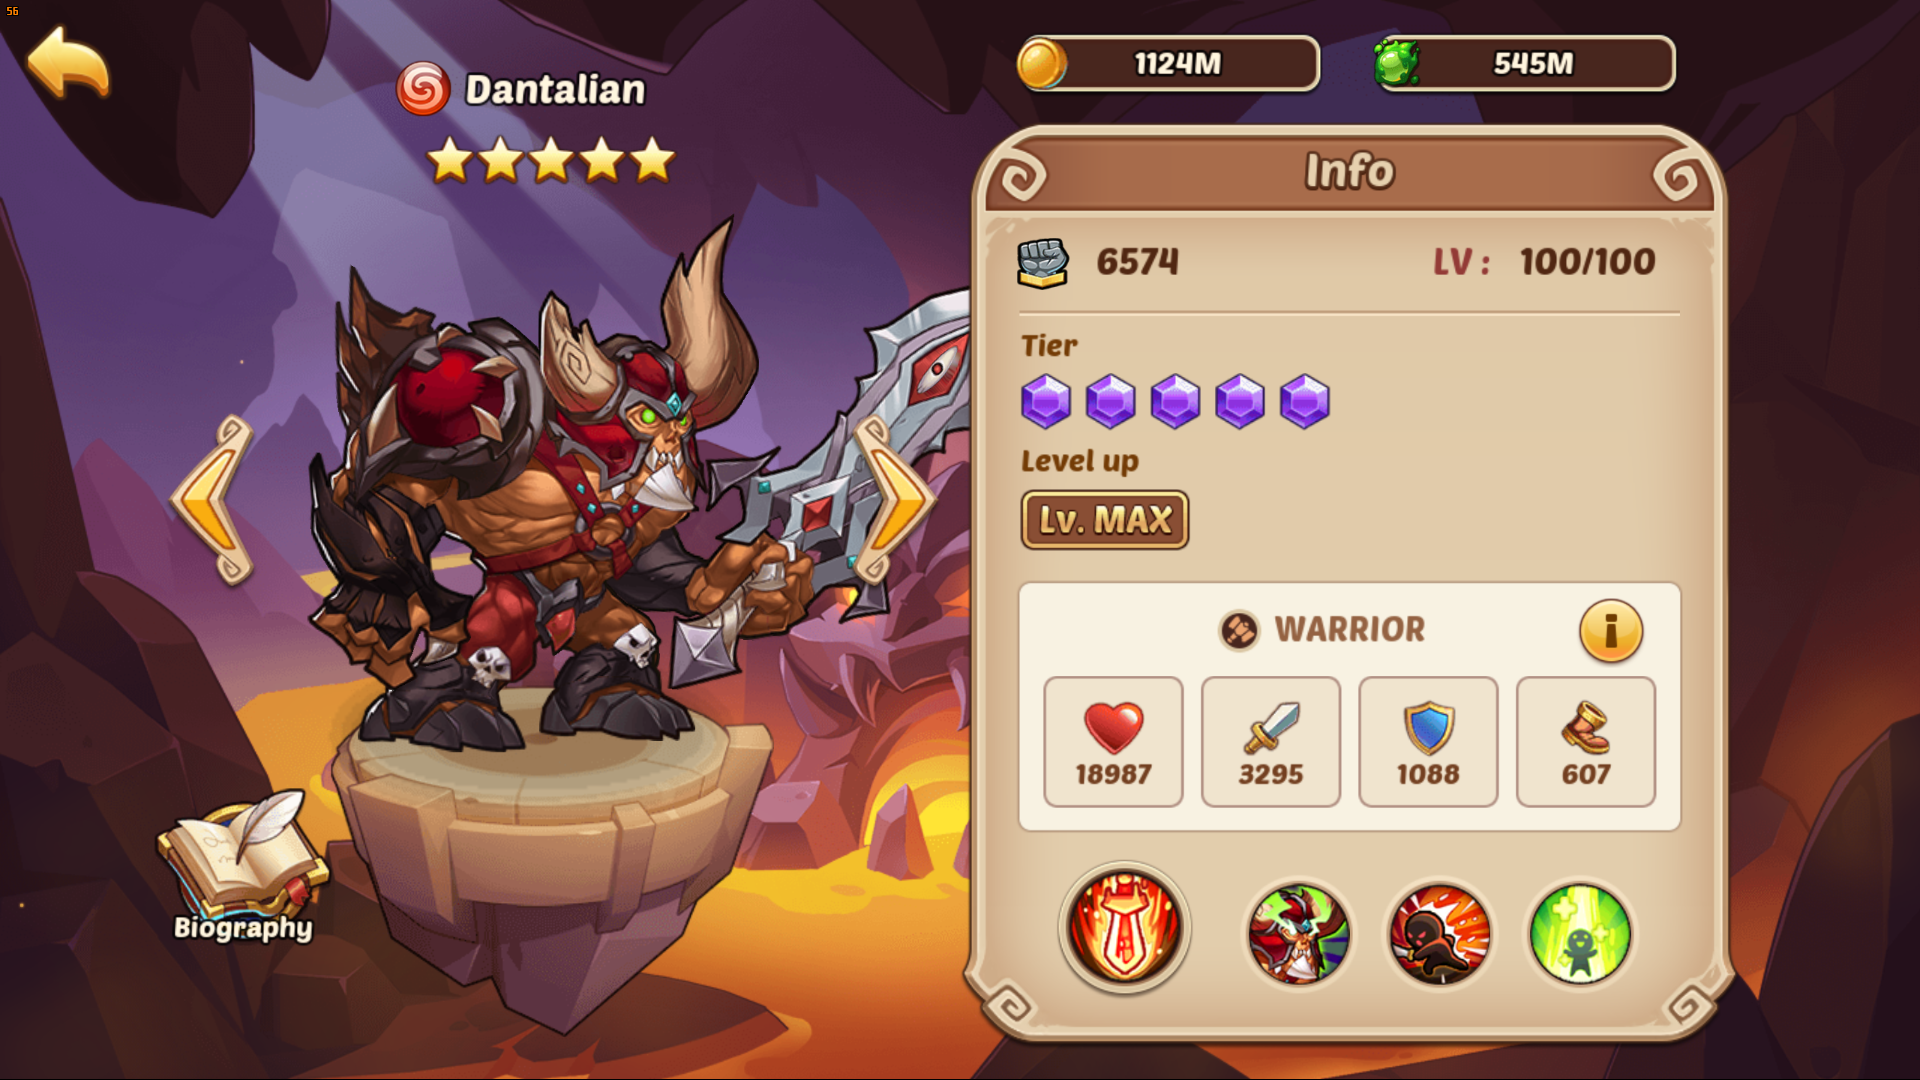 56
1124M
545M
Dantalian
Info
6574
LV : 100/100
Tier
Level up
Lv. MAX
WARRIOR
i
18987
3295
1088
607
Biography